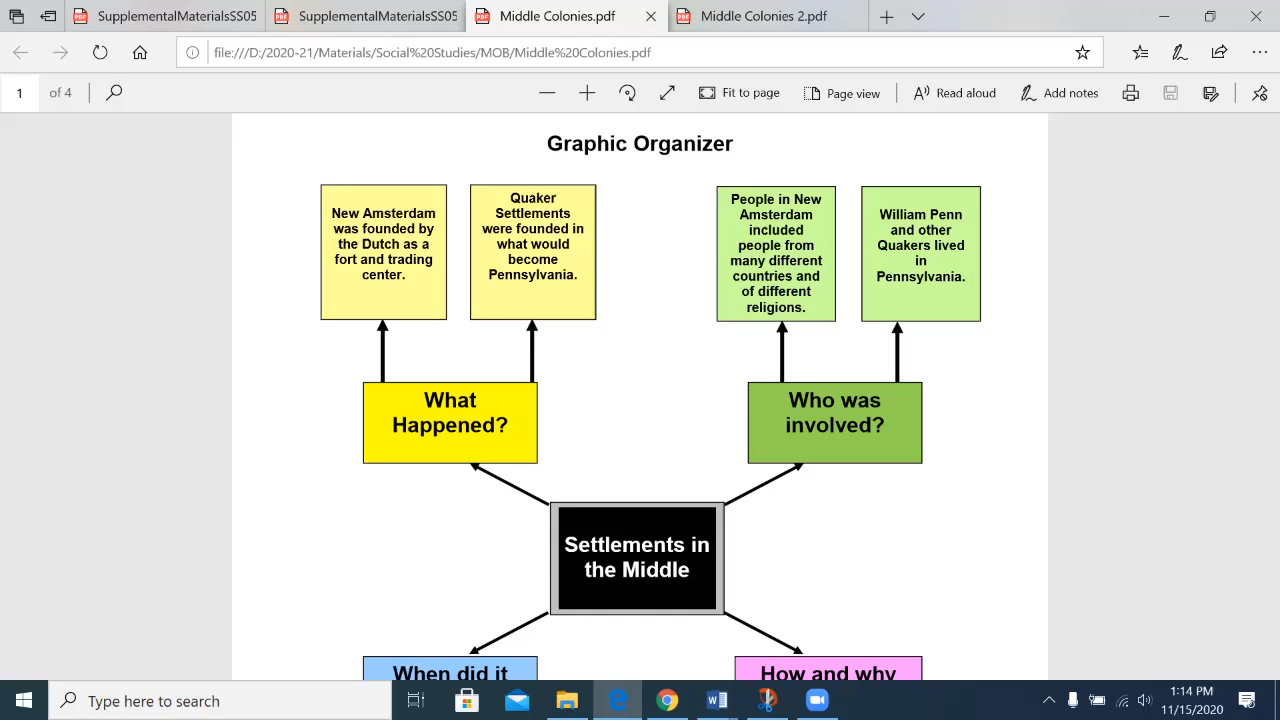 SupplementalMaterialSS05
SupplementalMaterialsSS05
Middle Colonies.pdf
Middle Colonies 2.pdf
file:///D:/2020-21/Materials/Social%20Studies/MOB/Middle%20Colonies.pdf
1 of 4
Fit to page
Page view
Read aloud
Add notes
Graphic Organizer
New Amsterdam
was founded by
the Dutch as a
fort and trading
center.
Quaker
Settlements
were founded in
what would
become
Pennsylvania.
People in New
Amsterdam
included
people from
many different
countries and
of different
religions.
William Penn
and other
Quakers lived
in
Pennsylvania.
What
Happened?
Who was
involved?
Settlements in
the Middle
When did it
How and why
Type here to search
1:14 PM
11/15/2020